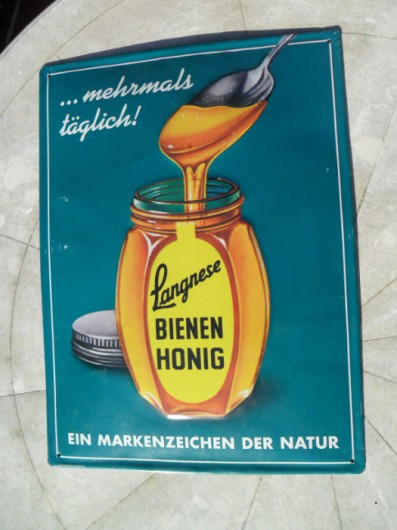 ...mehrmals
täglich!
Langnese
BIENEN
HONIG
EIN MARKENZEICHEN DER NATUR